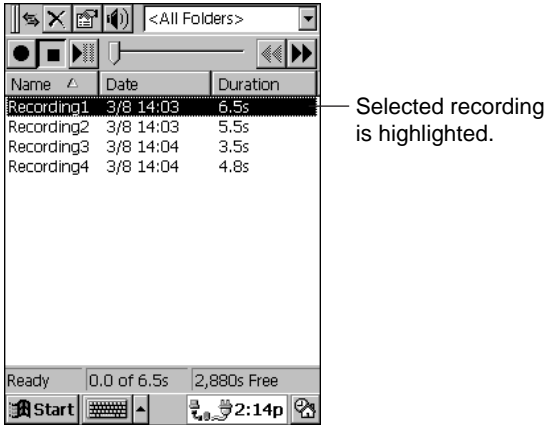 <All Folders>
Name Date Duration
Recording1 3/8 14:03 6.5s
Recording2 3/8 14:03 5.5s
Recording3 3/8 14:04 3.5s
Recording4 3/8 14:04 4.8s
Selected recording
is highlighted.
Ready 0.0 of 6.5s 2,880s Free
Start 2:14p